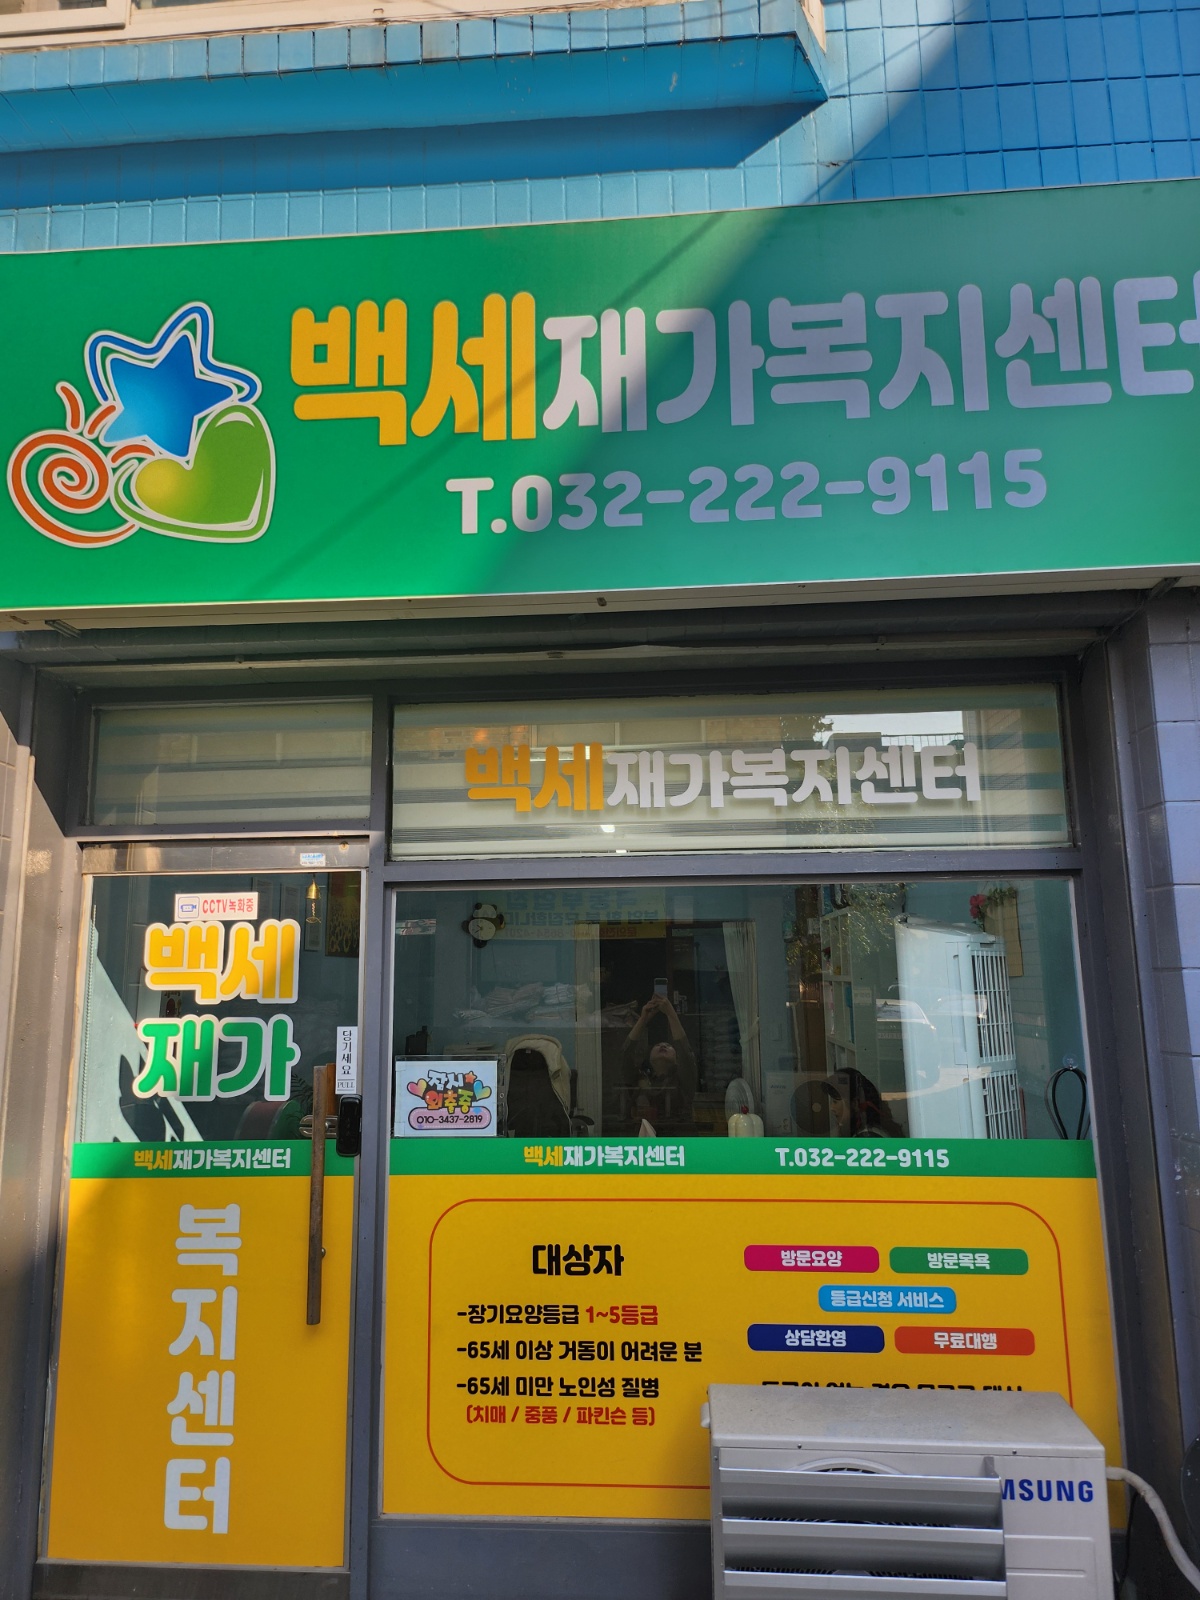 백세재가복지센터
T.032-222-9115
백세재가복지센터
CCTV녹화중
백세
재가
당기세요
PULL
잠시
외출중
010-3437-2819
백세재가복지센터
백세재가복지센터 T.032-222-9115
복지센터
대상자
-장기요양등급 1~5등급
-65세 이상 거동이 어려운 분
-65세 미만 노인성 질병
(치매 / 중풍 / 파킨슨 등)
방문요양 방문목욕
등급신청 서비스
상담환영 무료대행
MSUNG